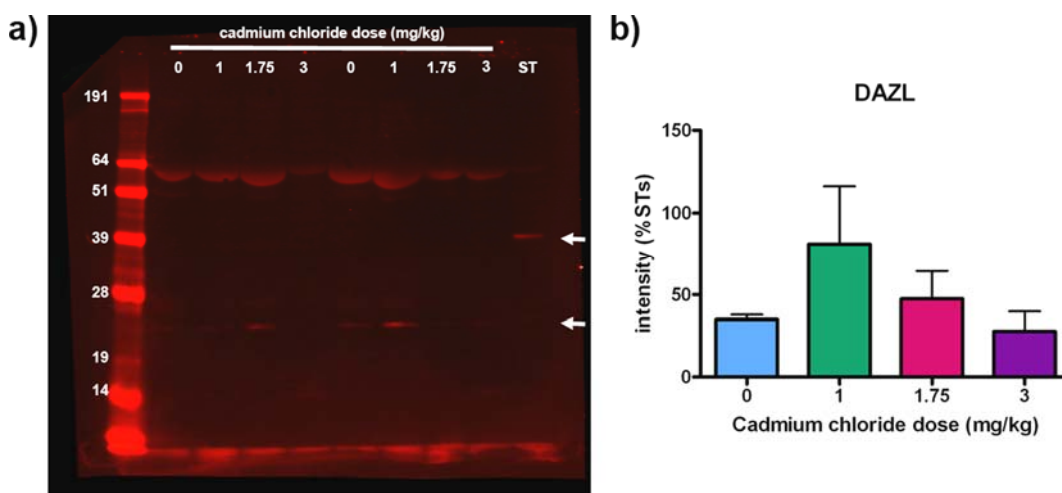 a)
cadmium chloride dose (mg/kg)
0 1 1.75 3 0 1 1.75 3 ST
191
64
51
39
28
19
14
b)
DAZL
150
100
50
0
intensity (%STs)
0 1 1.75 3
Cadmium chloride dose (mg/kg)